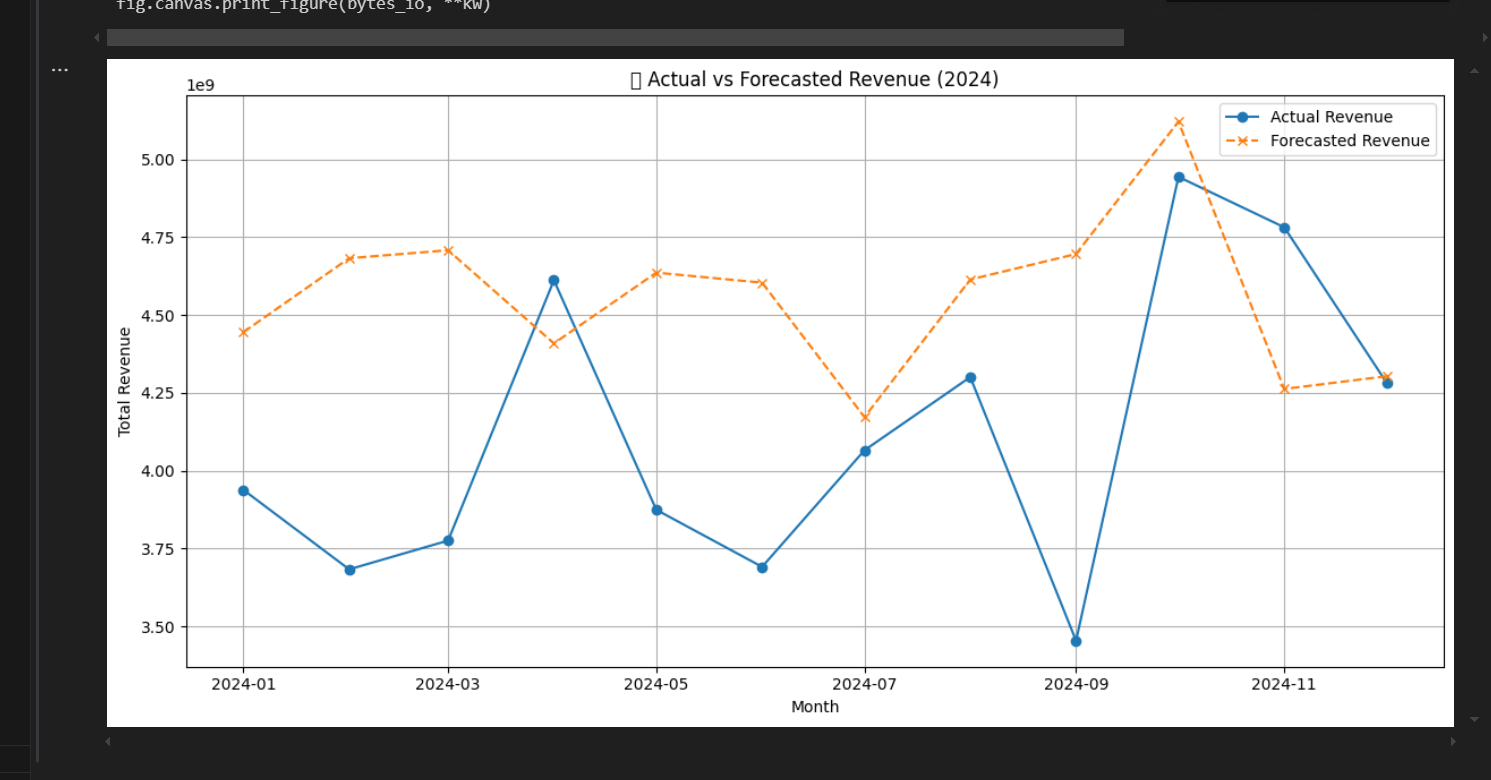 fig.canvas.print_figure(bytes_io, **kw)
...
1e9
▯ Actual vs Forecasted Revenue (2024)
Actual Revenue
Forecasted Revenue
5.00
4.75
4.50
4.25
4.00
3.75
3.50
Total Revenue
2024-01 2024-03 2024-05 2024-07 2024-09 2024-11
Month